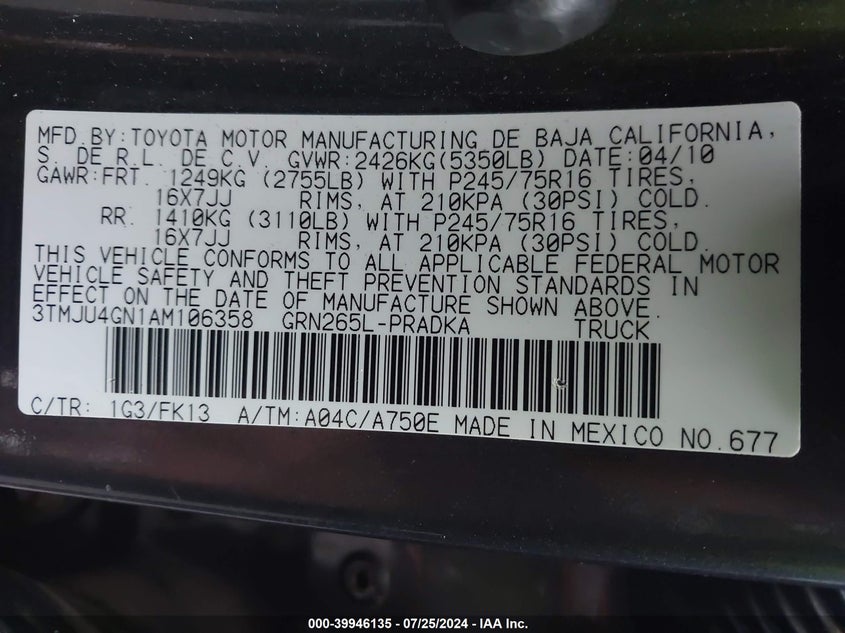 MFD.BY:TOYOTA MOTOR MANUFACTURING DE BAJA CALIFORNIA,
S. DE R.L. DE C.V. GVWR:2426KG(5350LB) DATE:04/10
GAWR:FRT. 1249KG (2755LB) WITH P245/75R16 TIRES,
16X7JJ RIMS, AT 210KPA (30PSI) COLD.
RR. 1410KG (3110LB) WITH P245/75R16 TIRES,
16X7JJ RIMS, AT 210KPA (30PSI) COLD.
THIS VEHICLE CONFORMS TO ALL APPLICABLE FEDERAL MOTOR
VEHICLE SAFETY AND THEFT PREVENTION STANDARDS IN
EFFECT ON THE DATE OF MANUFACTURE SHOWN ABOVE.
3TMJU4GN1AM106358 GRN265L-PRADKA TRUCK
C/TR: 1G3/FK13 A/TM:A04C/A750E MADE IN MEXICO NO.677
000-39946135 - 07/25/2024 - IAA Inc.